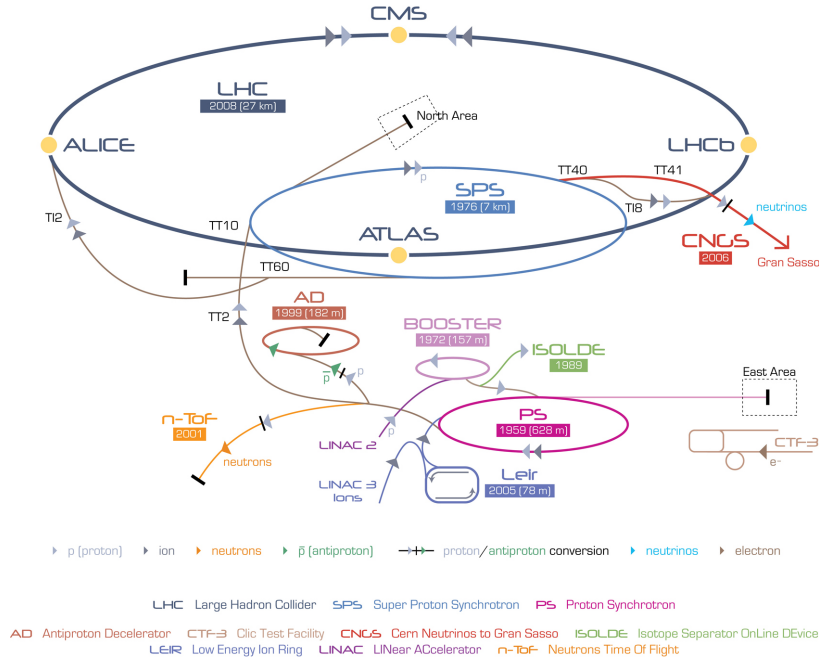 CMS
LHC
2008 (27 km)
North Area
ALICE
LHCb
TT40
TT41
p
SPS
1976 (7 km)
TI2
TT10
TI8
neutrinos
ATLAS
CNGS
2006
Gran Sasso
TT60
AD
1999 (182 m)
TT2
BOOSTER
1972 (157 m)
ISOLDE
1989
p̄
p
East Area
n-ToF
2001
PS
1959 (628 m)
p
LINAC 2
neutrons
CTF-3
e-
LINAC 3
Ions
Leir
2005 (78 m)
p (proton) ion neutrons p̄ (antiproton) proton/antiproton conversion neutrinos electron
LHC Large Hadron Collider SPS Super Proton Synchrotron PS Proton Synchrotron
AD Antiproton Decelerator CTF-3 Clic Test Facility CNGS Cern Neutrinos to Gran Sasso ISOLDE Isotope Separator OnLine DEvice
LEIR Low Energy Ion Ring LINAC LINear ACcelerator n-ToF Neutrons Time Of Flight